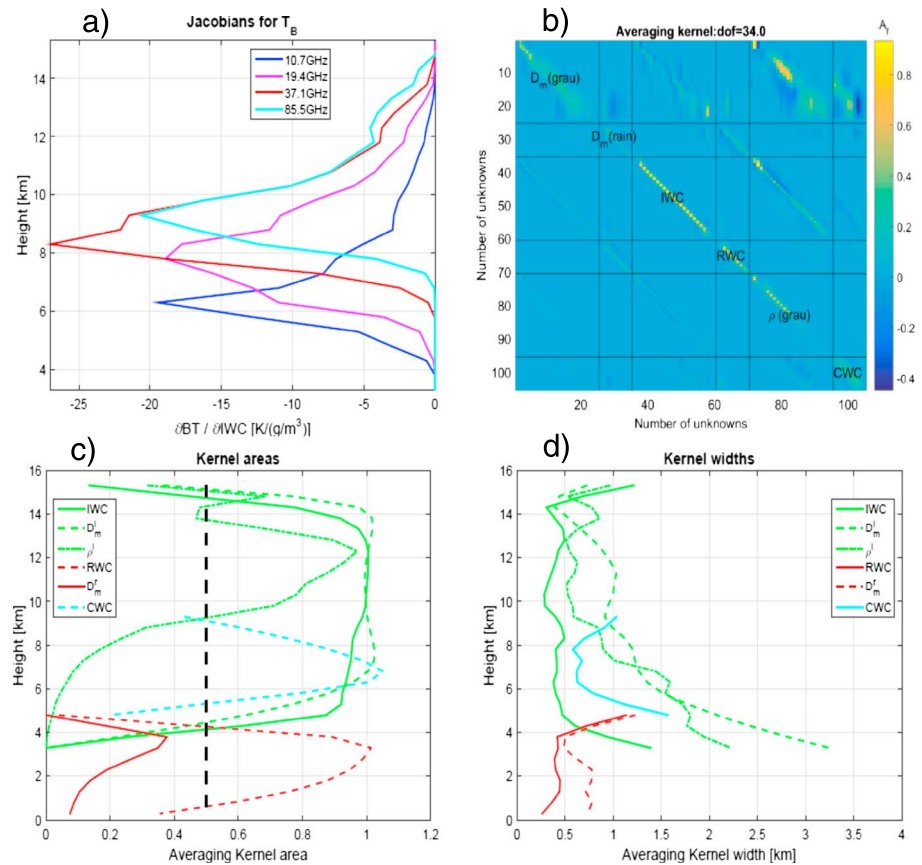 a)
Jacobians for T_B
10.7GHz
19.4GHz
37.1GHz
85.5GHz
14
12
10
8
6
4
Height [km]
-25 -20 -15 -10 -5 0
∂BT / ∂IWC [K/(g/m³)]
b)
Averaging kernel:dof=34.0
A_f
D_m(grau)
D_m(rain)
IWC
RWC
ρ (grau)
CWC
10
20
30
40
50
60
70
80
90
100
Number of unknowns
20 40 60 80 100
Number of unknowns
0.8
0.6
0.4
0.2
0
-0.2
-0.4
c)
Kernel areas
IWC
D_m^i
ρ^i
RWC
D_m^r
CWC
16
14
12
10
8
6
4
2
0
Height [km]
0 0.2 0.4 0.6 0.8 1 1.2
Averaging Kernel area
d)
Kernel widths
IWC
D_m^i
ρ^i
RWC
D_m^r
CWC
16
14
12
10
8
6
4
2
0
Height [km]
0 0.5 1 1.5 2 2.5 3 3.5 4
Averaging Kernel width [km]